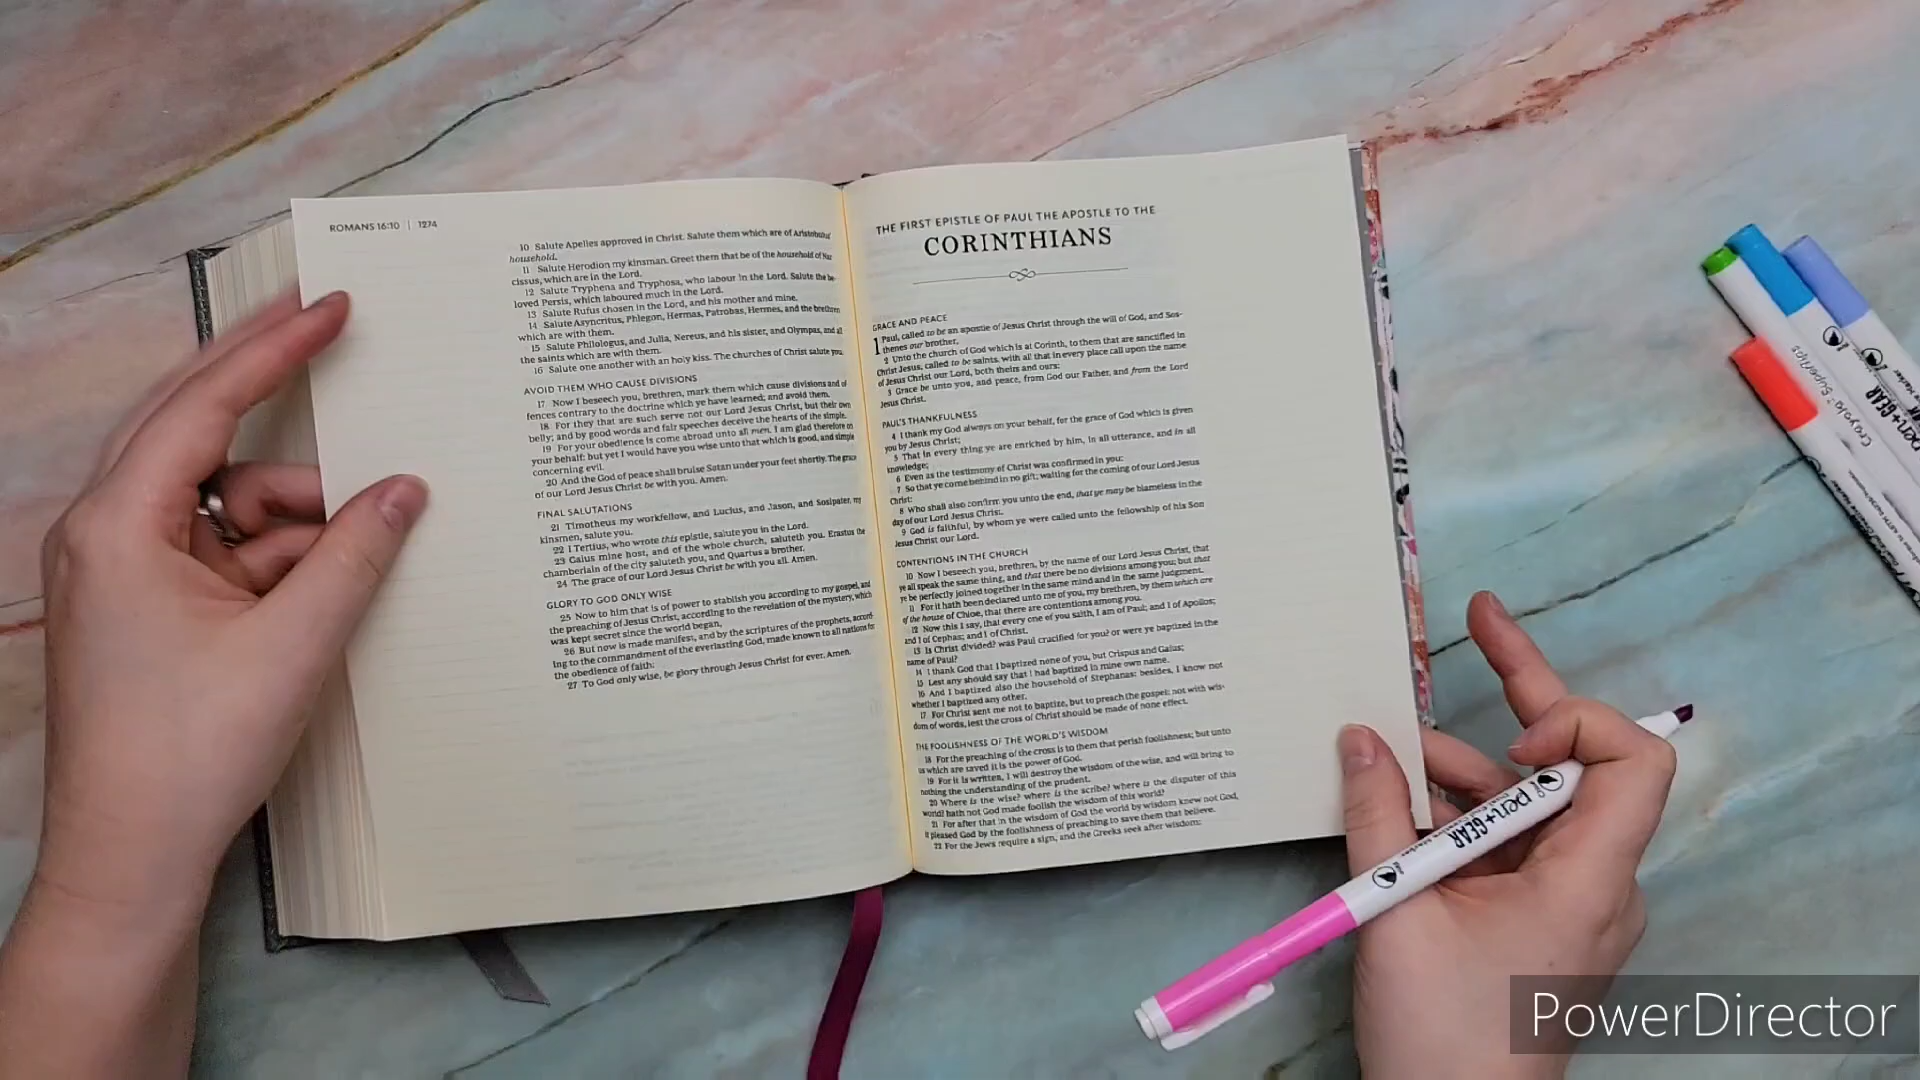 ROMANS 16:10 | 1274
10 Salute Apelles approved in Christ. Salute them which are of Aristobulus'
household.
11 Salute Herodion my kinsman. Greet them that be of the household of Nar
cissus, which are in the Lord.
12 Salute Tryphena and Tryphosa, who labour in the Lord. Salute the be-
loved Persis, which laboured much in the Lord.
13 Salute Rufus chosen in the Lord, and his mother and mine.
14 Salute Asyncritus, Phlegon, Hermas, Patrobas, Hermes, and the brethren
which are with them.
15 Salute Philologus, and Julia, Nereus, and his sister, and Olympas, and all
the saints which are with them.
16 Salute one another with an holy kiss. The churches of Christ salute you.
AVOID THEM WHO CAUSE DIVISIONS
17 Now I beseech you, brethren, mark them which cause divisions and of
fences contrary to the doctrine which ye have learned; and avoid them.
18 For they that are such serve not our Lord Jesus Christ, but their own
belly; and by good words and fair speeches deceive the hearts of the simple.
19 For your obedience is come abroad unto all men. I am glad therefore on
your behalf: but yet I would have you wise unto that which is good, and simple
concerning evil.
20 And the God of peace shall bruise Satan under your feet shortly. The grace
of our Lord Jesus Christ be with you. Amen.
FINAL SALUTATIONS
21 Timotheus my workfellow, and Lucius, and Jason, and Sosipater, my
kinsmen, salute you.
22 I Tertius, who wrote this epistle, salute you in the Lord.
23 Gaius mine host, and of the whole church, saluteth you. Erastus the
chamberlain of the city saluteth you, and Quartus a brother.
24 The grace of our Lord Jesus Christ be with you all. Amen.
GLORY TO GOD ONLY WISE
25 Now to him that is of power to stablish you according to my gospel, and
the preaching of Jesus Christ, according to the revelation of the mystery, which
was kept secret since the world began,
26 But now is made manifest, and by the scriptures of the prophets, accord-
ing to the commandment of the everlasting God, made known to all nations for
the obedience of faith:
27 To God only wise, be glory through Jesus Christ for ever. Amen.
THE FIRST EPISTLE OF PAUL THE APOSTLE TO THE
CORINTHIANS
GRACE AND PEACE
1 Paul, called to be an apostle of Jesus Christ through the will of God, and Sos-
thenes our brother,
2 Unto the church of God which is at Corinth, to them that are sanctified in
Christ Jesus, called to be saints, with all that in every place call upon the name
of Jesus Christ our Lord, both theirs and ours:
3 Grace be unto you, and peace, from God our Father, and from the Lord
Jesus Christ.
PAUL'S THANKFULNESS
4 I thank my God always on your behalf, for the grace of God which is given
you by Jesus Christ;
5 That in every thing ye are enriched by him, in all utterance, and in all
knowledge;
6 Even as the testimony of Christ was confirmed in you:
7 So that ye come behind in no gift; waiting for the coming of our Lord Jesus
Christ:
8 Who shall also confirm you unto the end, that ye may be blameless in the
day of our Lord Jesus Christ.
9 God is faithful, by whom ye were called unto the fellowship of his Son
Jesus Christ our Lord.
CONTENTIONS IN THE CHURCH
10 Now I beseech you, brethren, by the name of our Lord Jesus Christ, that
ye all speak the same thing, and that there be no divisions among you; but that
ye be perfectly joined together in the same mind and in the same judgment.
11 For it hath been declared unto me of you, my brethren, by them which are
of the house of Chloe, that there are contentions among you.
12 Now this I say, that every one of you saith, I am of Paul; and I of Apollos;
and I of Cephas; and I of Christ.
13 Is Christ divided? was Paul crucified for you? or were ye baptized in the
name of Paul?
14 I thank God that I baptized none of you, but Crispus and Gaius;
15 Lest any should say that I had baptized in mine own name.
16 And I baptized also the household of Stephanas: besides, I know not
whether I baptized any other.
17 For Christ sent me not to baptize, but to preach the gospel: not with wis-
dom of words, lest the cross of Christ should be made of none effect.
THE FOOLISHNESS OF THE WORLD'S WISDOM
18 For the preaching of the cross is to them that perish foolishness; but unto
us which are saved it is the power of God.
19 For it is written, I will destroy the wisdom of the wise, and will bring to
nothing the understanding of the prudent.
20 Where is the wise? where is the scribe? where is the disputer of this
world? hath not God made foolish the wisdom of this world?
21 For after that in the wisdom of God the world by wisdom knew not God,
it pleased God by the foolishness of preaching to save them that believe.
22 For the Jews require a sign, and the Greeks seek after wisdom:
Crayola SuperTips
pen+GEAR
pen+GEAR
PowerDirector